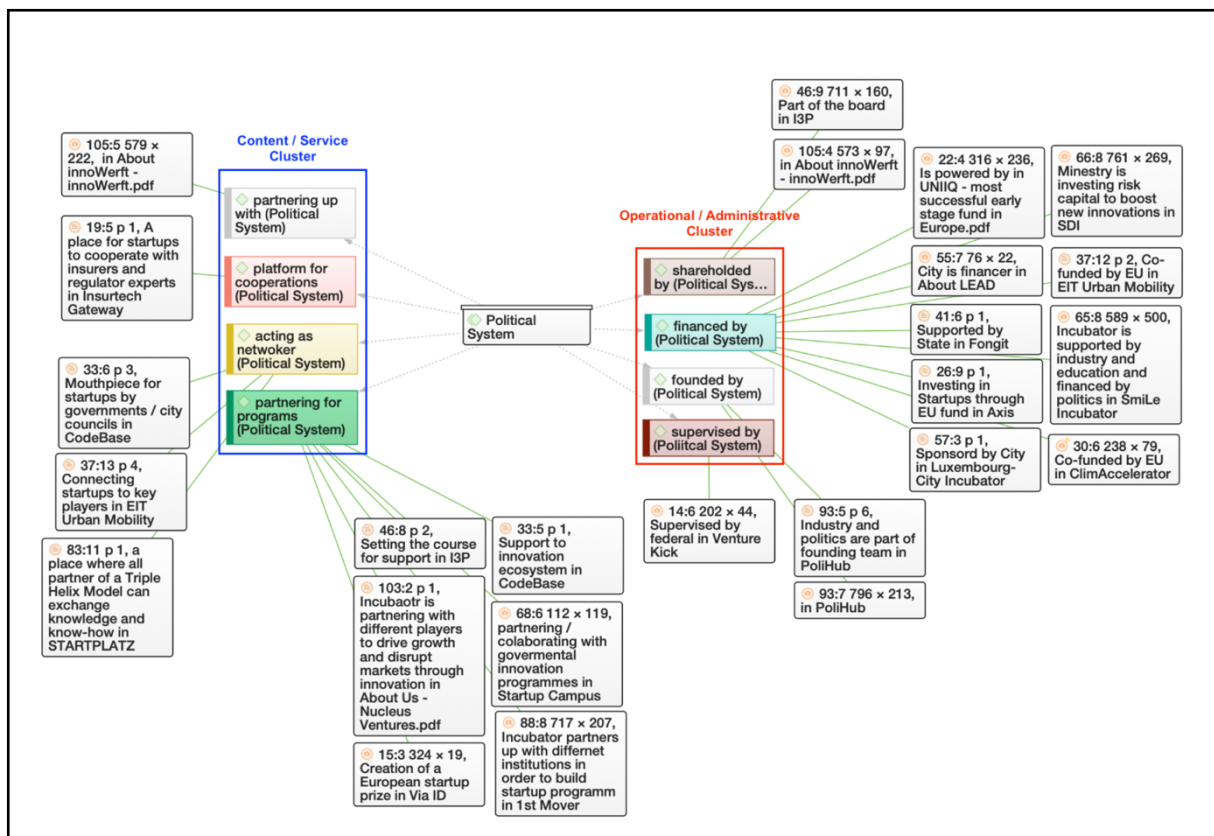 Content / Service
Cluster
105:5 579 ×
222,  in About
innoWerft -
innoWerft.pdf
19:5 p 1, A
place for startups
to cooperate with
insurers and
regulator experts
in Insurtech
Gateway
33:6 p 3,
Mouthpiece for
startups by
governments / city
councils in
CodeBase
37:13 p 4,
Connecting
startups to key
players in EIT
Urban Mobility
83:11 p 1, a
place where all
partner of a Triple
Helix Model can
exchange
knowledge and
know-how in
STARTPLATZ
partnering up
with (Political
System)
platform for
cooperations
(Political System)
acting as
netwoker
(Political System)
partnering for
programs
(Political System)
Political
System
46:8 p 2,
Setting the course
for support in I3P
103:2 p 1,
Incubaotr is
partnering with
different players
to drive growth
and disrupt
markets through
innovation in
About Us -
Nucleus
Ventures.pdf
15:3 324 × 19,
Creation of a
European startup
prize in Via ID
33:5 p 1,
Support to
innovation
ecosystem in
CodeBase
68:6 112 × 119,
partnering /
colaborating with
govermental
innovation
programmes in
Startup Campus
88:8 717 × 207,
Incubator partners
up with differnet
institutions in
order to build
startup programm
in 1st Mover
Operational / Administrative
Cluster
shareholded
by (Political Sys...
financed by
(Political System)
founded by
(Political System)
supervised by
(Poliitcal System)
46:9 711 × 160,
Part of the board
in I3P
105:4 573 × 97,
in About innoWerft
- innoWerft.pdf
22:4 316 × 236,
Is powered by in
UNIIQ - most
successful early
stage fund in
Europe.pdf
66:8 761 × 269,
Minestry is
investing risk
capital to boost
new innovations in
SDI
55:7 76 × 22,
City is financer in
About LEAD
37:12 p 2, Co-
funded by EU in
EIT Urban Mobility
41:6 p 1,
Supported by
State in Fongit
65:8 589 × 500,
Incubator is
supported by
industry and
education and
financed by
politics in SmiLe
Incubator
26:9 p 1,
Investing in
Startups through
EU fund in Axis
57:3 p 1,
Sponsord by City
in Luxembourg-
City Incubator
30:6 238 × 79,
Co-funded by EU
in ClimAccelerator
14:6 202 × 44,
Supervised by
federal in Venture
Kick
93:5 p 6,
Industry and
politics are part of
founding team in
PoliHub
93:7 796 × 213,
in PoliHub